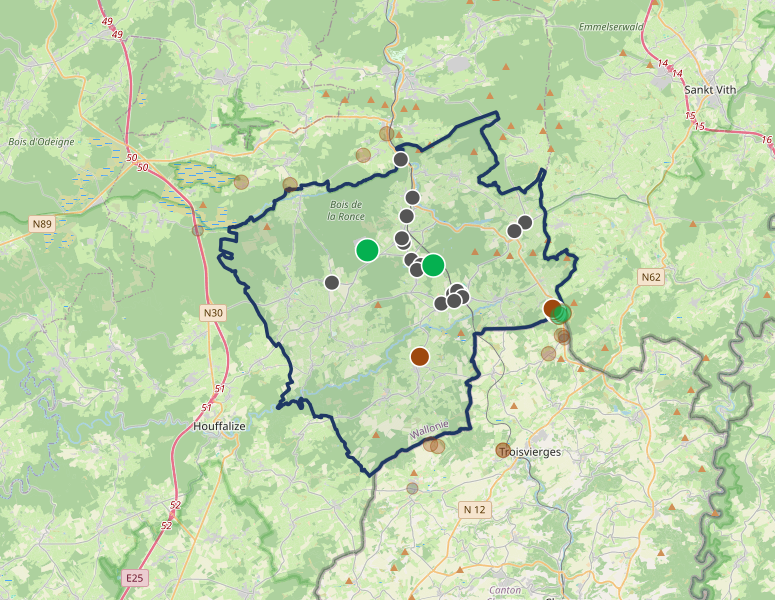 49
49
Emmelserwald
14
14
Sankt Vith
15
15
16
Bois d'Odeigne
50
50
Bois de
la Ronce
N89
N62
N30
51
51
Houffalize
Wallonie
Troisvierges
52
52
N 12
E25
Canton